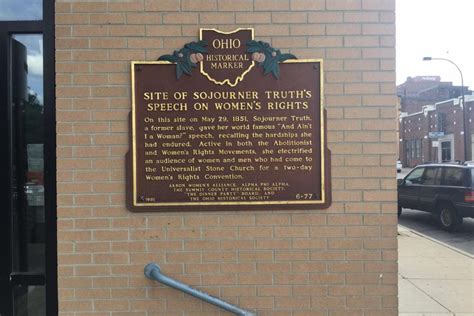 OHIO
HISTORICAL
MARKER
SITE OF SOJOURNER TRUTH'S
SPEECH ON WOMEN'S RIGHTS
On this site on May 29, 1851, Sojourner Truth,
a former slave, gave her world famous "And Ain't
I a Woman?" speech, recalling the hardships she
had endured. Active in both the Abolitionist
and Women's Rights Movements, she electrified
an audience of women and men who had come to
the Universalist Stone Church for a two-day
Women's Rights Convention.
AKRON WOMEN'S ALLIANCE, ALPHA PHI ALPHA,
THE SUMMIT COUNTY HISTORICAL SOCIETY,
"THE DINNER PARTY" BOARD, AND
THE OHIO HISTORICAL SOCIETY
6-77